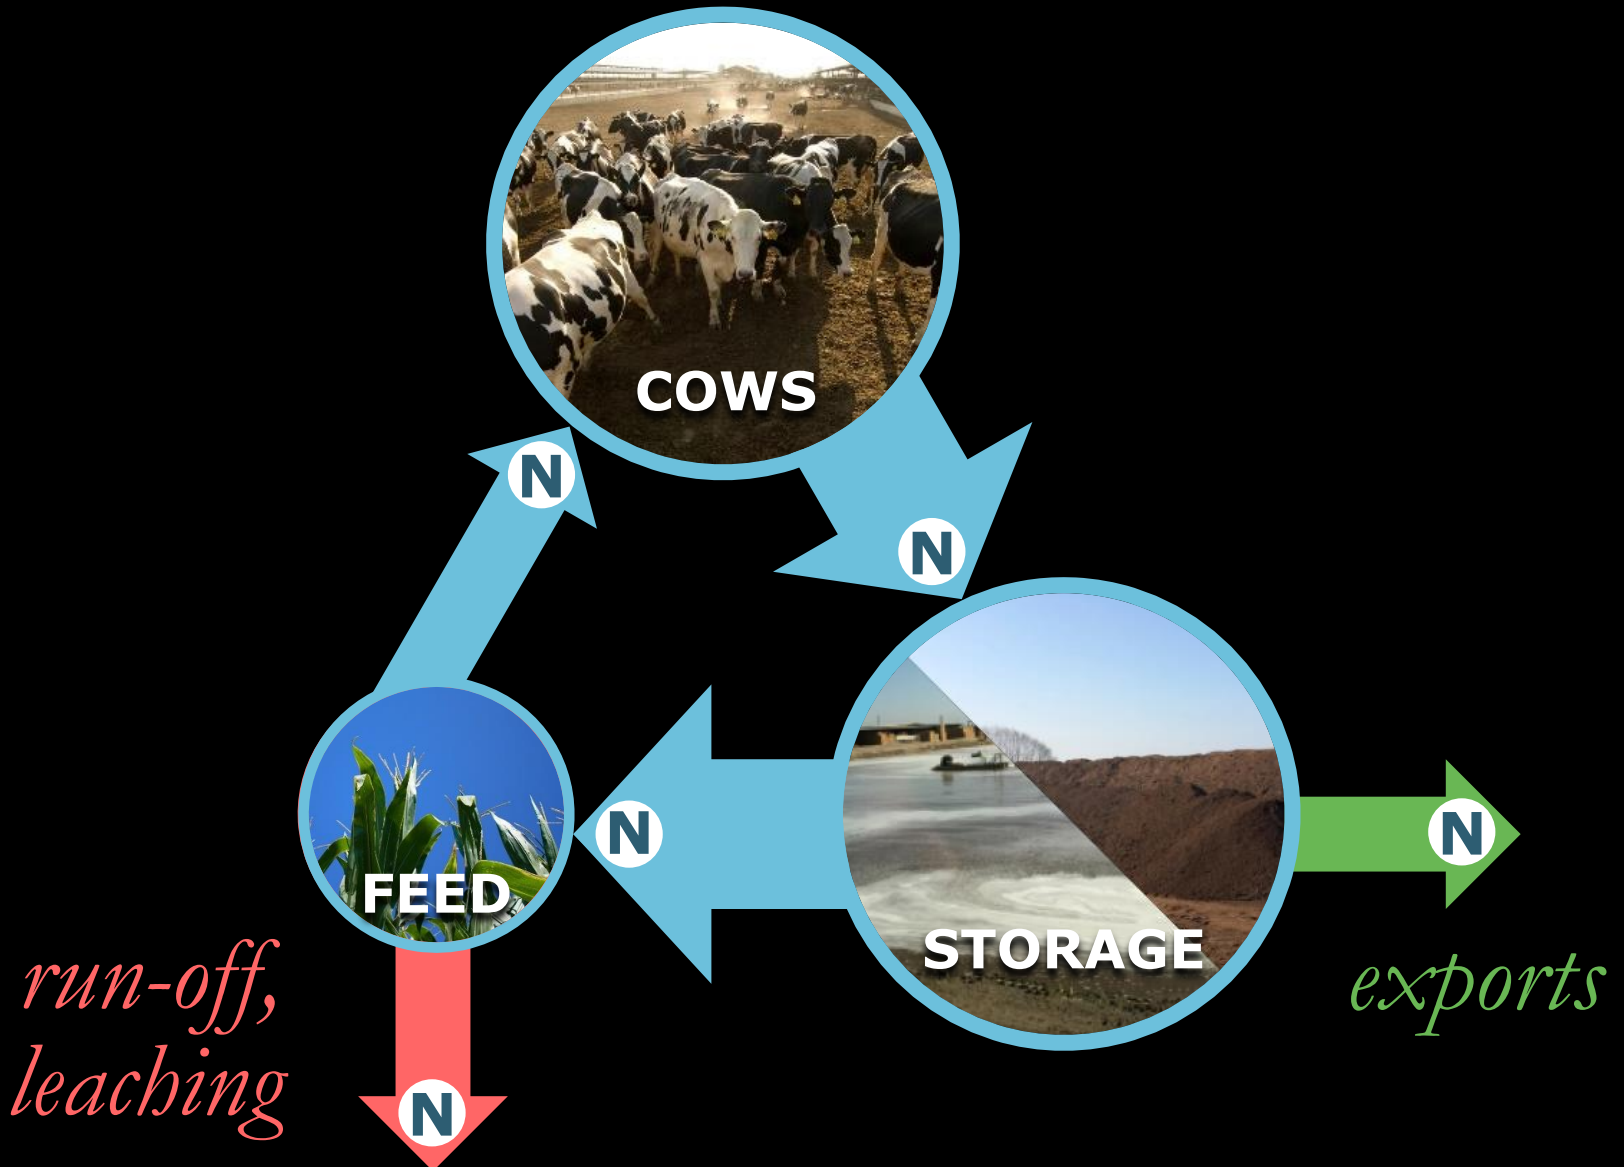 COWS
N
N
N
FEED
STORAGE
N
exports
run-off,
leaching
N